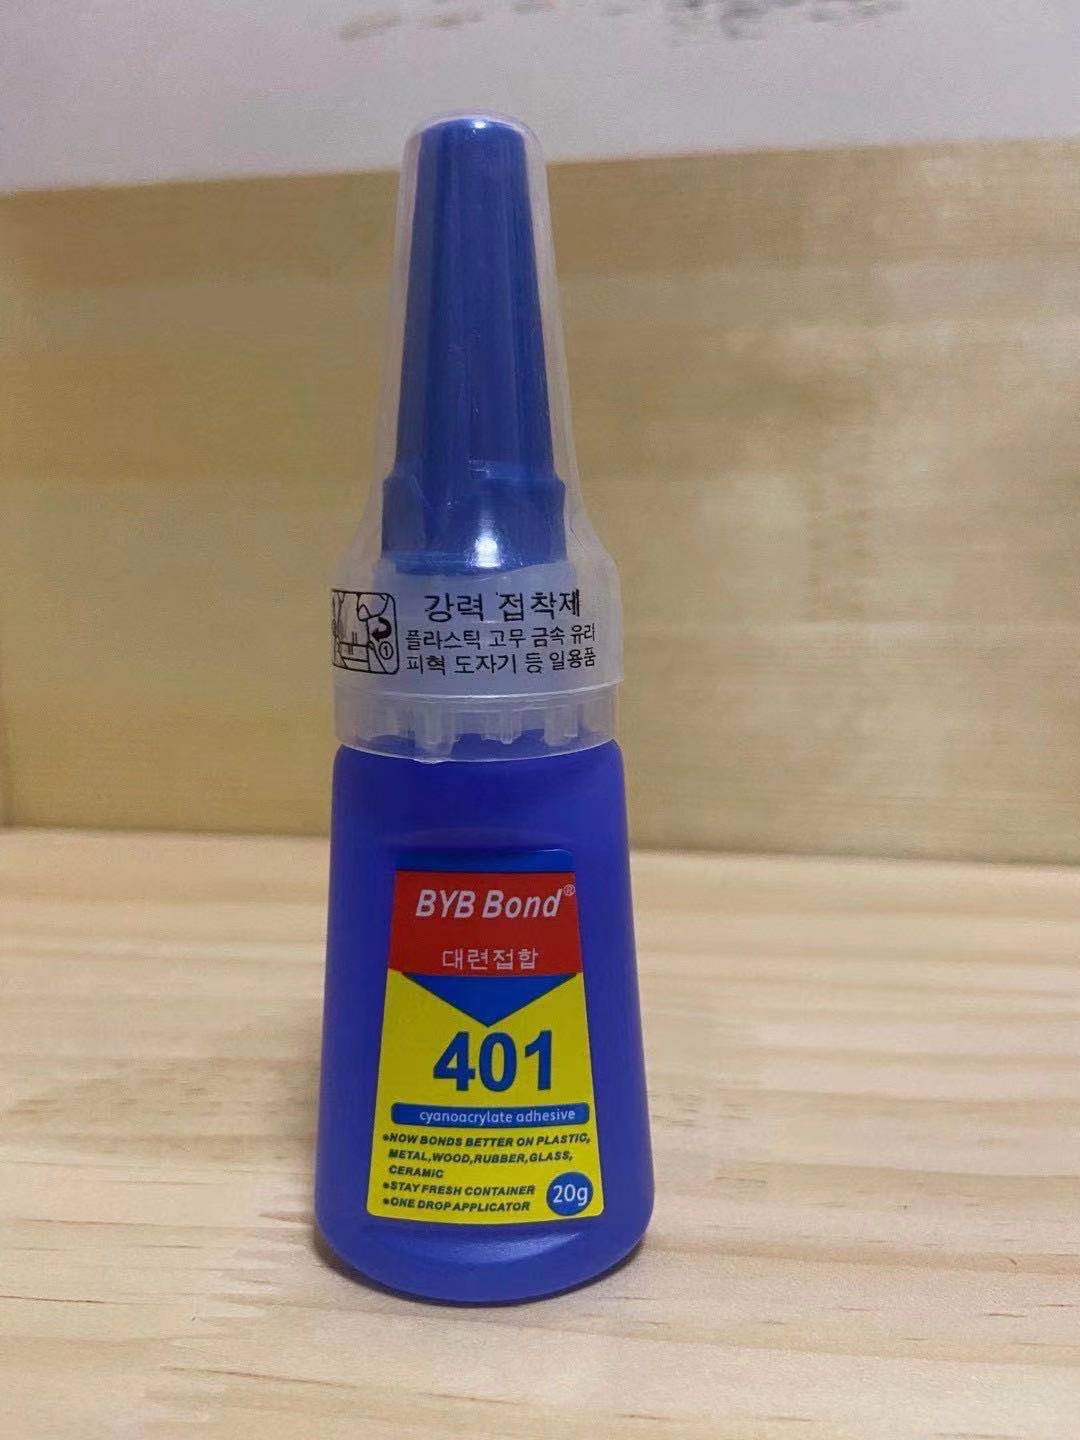 강력 접착제
플라스틱 고무 금속 유리
피혁 도자기 등 일용품
①
BYB Bond®
대련접합
401
cyanoacrylate adhesive
•NOW BONDS BETTER ON PLASTIC,
METAL,WOOD,RUBBER,GLASS,
CERAMIC
•STAY FRESH CONTAINER
•ONE DROP APPLICATOR
20g